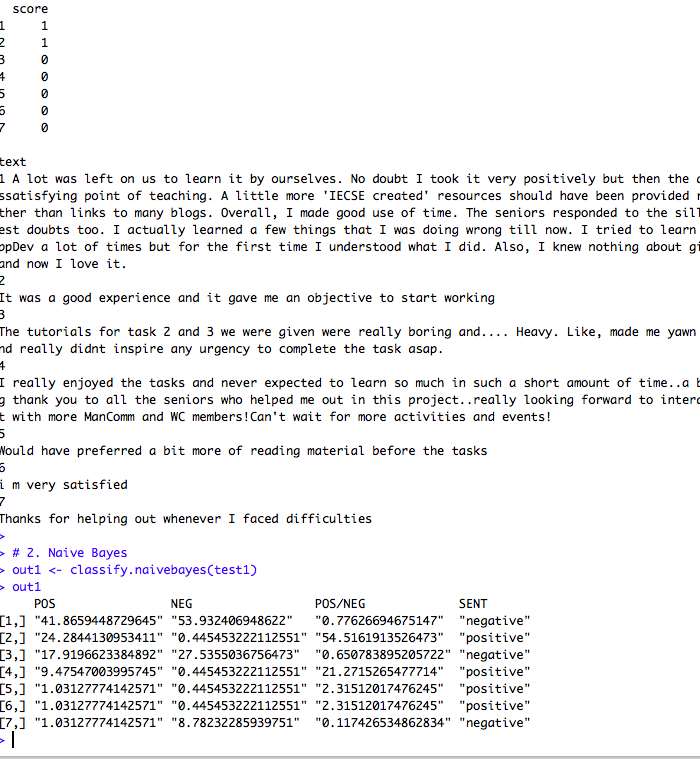 score
1 1
2 1
3 0
4 0
5 0
6 0
7 0
text
1 A lot was left on us to learn it by ourselves. No doubt I took it very positively but then the
ssatisfying point of teaching. A little more 'IECSE created' resources should have been provided
ther than links to many blogs. Overall, I made good use of time. The seniors responded to the sill
est doubts too. I actually learned a few things that I was doing wrong till now. I tried to learn
ppDev a lot of times but for the first time I understood what I did. Also, I knew nothing about gi
and now I love it.
2
It was a good experience and it gave me an objective to start working
3
The tutorials for task 2 and 3 we were given were really boring and.... Heavy. Like, made me yawn
nd really didnt inspire any urgency to complete the task asap.
4
I really enjoyed the tasks and never expected to learn so much in such a short amount of time..a b
g thank you to all the seniors who helped me out in this project..really looking forward to interc
t with more ManComm and WC members!Can't wait for more activities and events!
5
Would have preferred a bit more of reading material before the tasks
6
i m very satisfied
7
Thanks for helping out whenever I faced difficulties
>
> # 2. Naive Bayes
> out1 <- classify.naivebayes(test1)
> out1
POS NEG POS/NEG SENT
[1,] "41.8659448729645" "53.932406948622" "0.77626694675147" "negative"
[2,] "24.2844130953411" "0.445453222112551" "54.5161913526473" "positive"
[3,] "17.9196623384892" "27.5355036756473" "0.650783895205722" "negative"
[4,] "9.47547003995745" "0.445453222112551" "21.2715265477714" "positive"
[5,] "1.03127774142571" "0.445453222112551" "2.31512017476245" "positive"
[6,] "1.03127774142571" "0.445453222112551" "2.31512017476245" "positive"
[7,] "1.03127774142571" "8.78232285939751" "0.117426534862834" "negative"
>